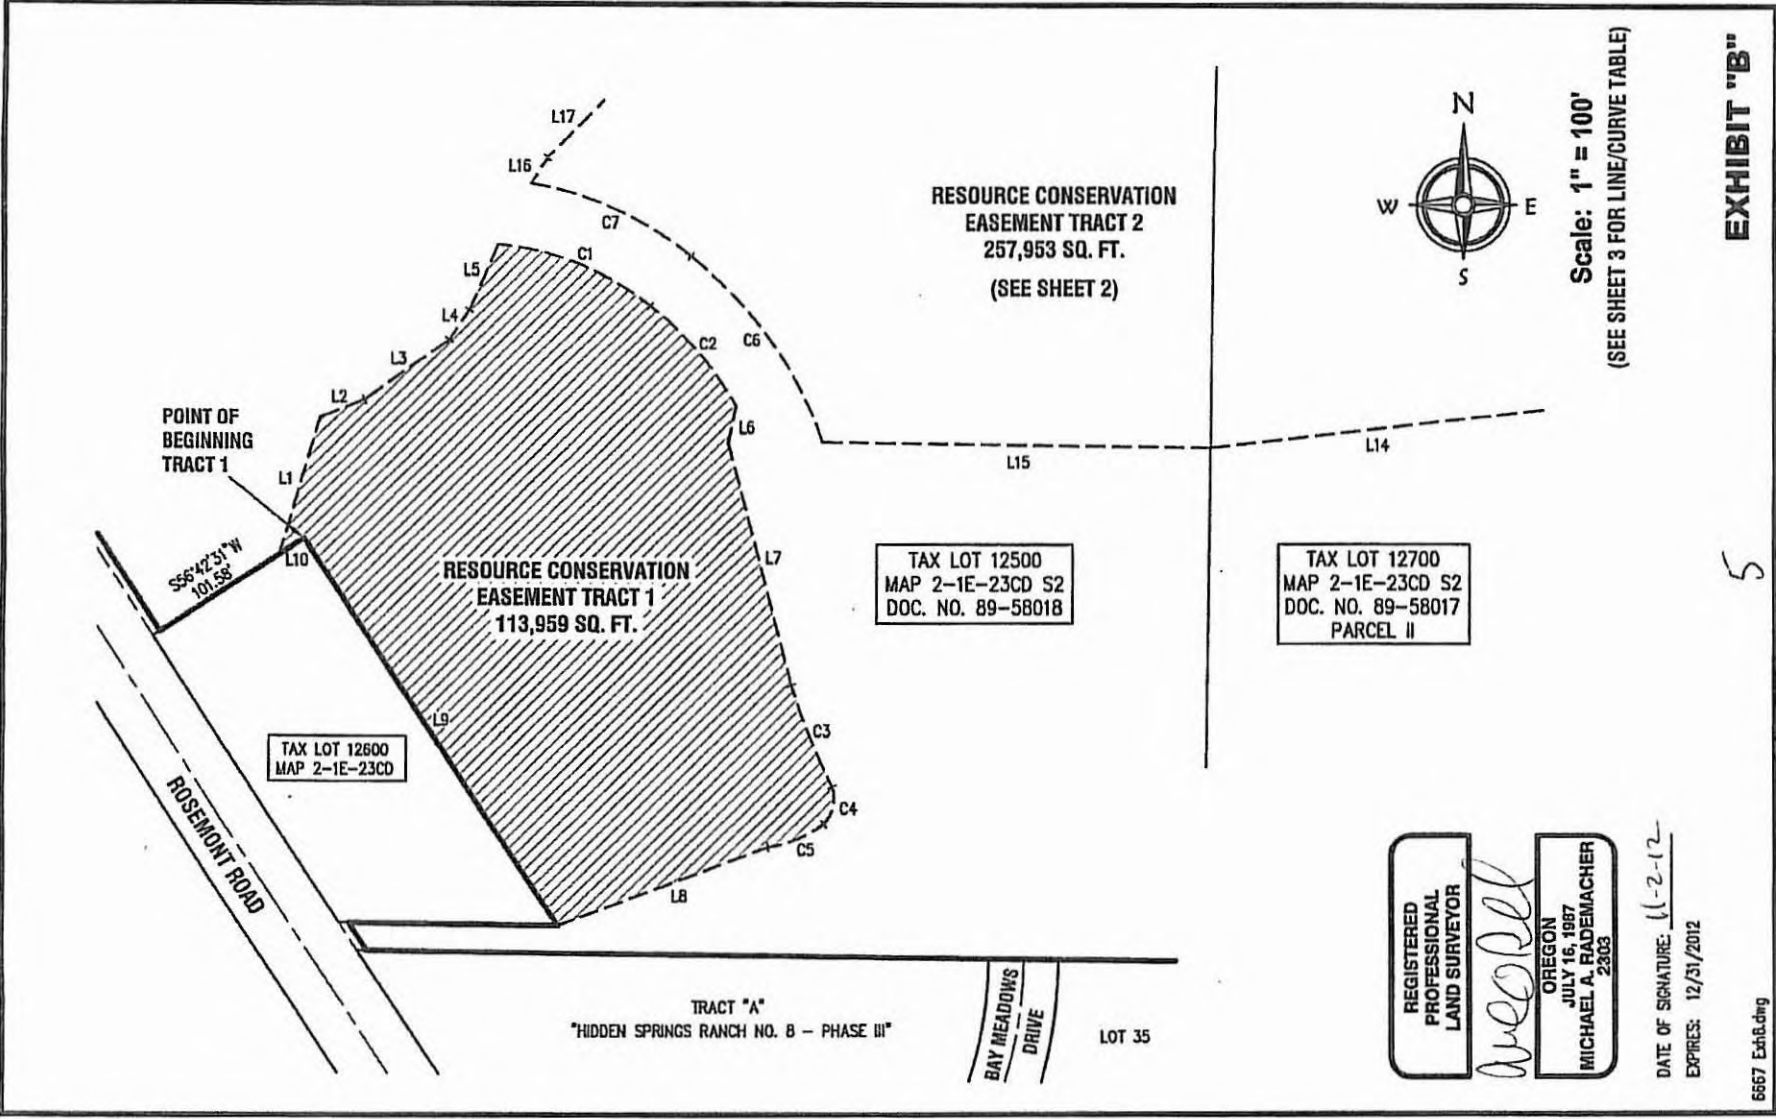 L17
L16
C7
C1
L5
L4
L3
L2
C2
C6
L6
L1
L10
L15
L14
L7
L9
C3
C4
C5
L8
RESOURCE CONSERVATION
EASEMENT TRACT 2
257,953 SQ. FT.
(SEE SHEET 2)
N
W
E
S
Scale: 1" = 100'
(SEE SHEET 3 FOR LINE/CURVE TABLE)
EXHIBIT "B"
POINT OF
BEGINNING
TRACT 1
S56°42'31"W
101.58'
RESOURCE CONSERVATION
EASEMENT TRACT 1
113,959 SQ. FT.
TAX LOT 12500
MAP 2-1E-23CD S2
DOC. NO. 89-58018
TAX LOT 12700
MAP 2-1E-23CD S2
DOC. NO. 89-58017
PARCEL II
5
TAX LOT 12600
MAP 2-1E-23CD
ROSEMONT ROAD
TRACT "A"
"HIDDEN SPRINGS RANCH NO. 8 – PHASE III"
BAY MEADOWS
DRIVE
LOT 35
REGISTERED
PROFESSIONAL
LAND SURVEYOR
OREGON
JULY 16, 1987
MICHAEL A. RADEMACHER
2303
DATE OF SIGNATURE: 11-2-12
EXPIRES: 12/31/2012
6667 ExhB.dwg